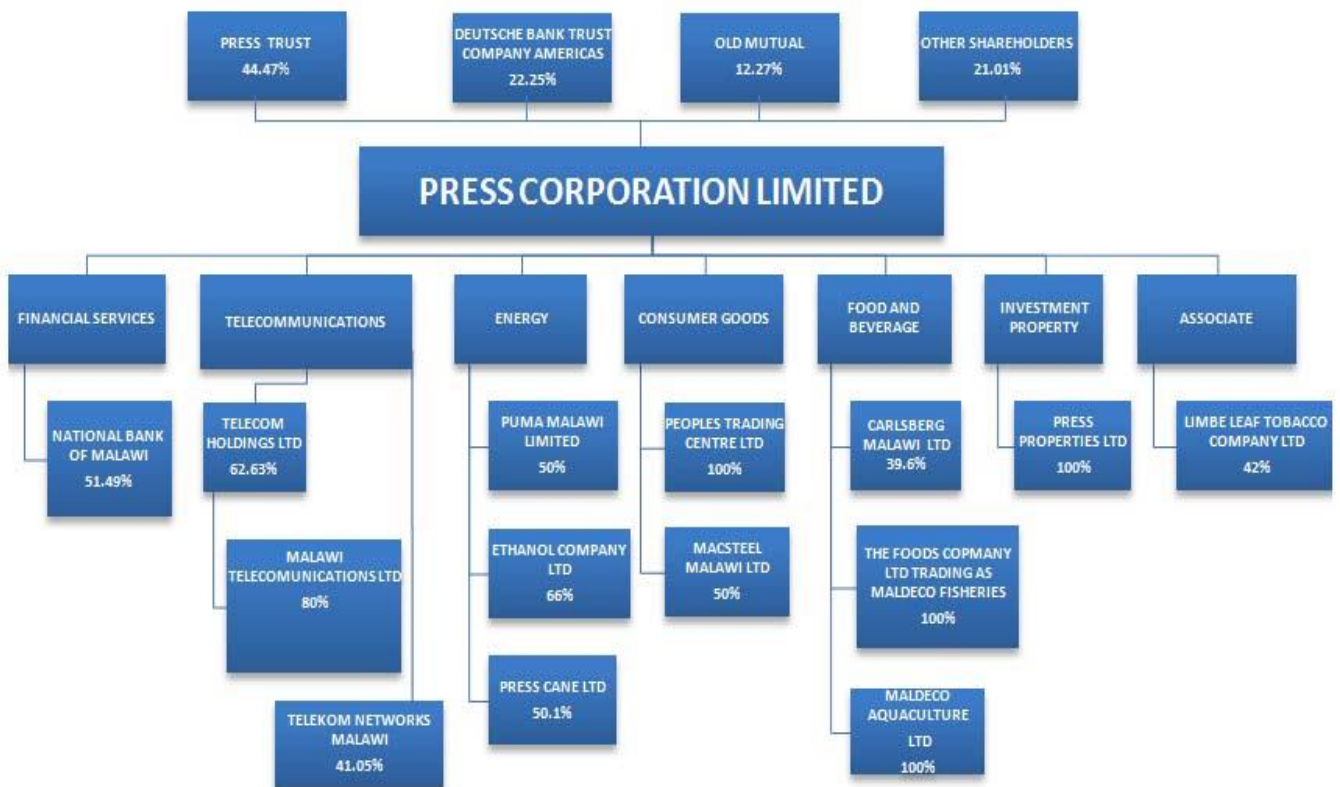 PRESS TRUST
44.47%
DEUTSCHE BANK TRUST
COMPANY AMERICAS
22.25%
OLD MUTUAL
12.27%
OTHER SHAREHOLDERS
21.01%
PRESS CORPORATION LIMITED
FINANCIAL SERVICES
TELECOMMUNICATIONS
ENERGY
CONSUMER GOODS
FOOD AND
BEVERAGE
INVESTMENT
PROPERTY
ASSOCIATE
NATIONAL BANK
OF MALAWI
51.49%
TELECOM
HOLDINGS LTD
62.63%
MALAWI
TELECOMUNICATIONS LTD
80%
TELEKOM NETWORKS
MALAWI
41.05%
PUMA MALAWI
LIMITED
50%
ETHANOL COMPANY
LTD
66%
PRESS CANE LTD
50.1%
PEOPLES TRADING
CENTRE LTD
100%
MACSTEEL
MALAWI LTD
50%
CARLSBERG
MALAWI LTD
39.6%
THE FOODS COPMANY
LTD TRADING AS
MALDECO FISHERIES
100%
MALDECO
AQUACULTURE
LTD
100%
PRESS
PROPERTIES LTD
100%
LIMBE LEAF TOBACCO
COMPANY LTD
42%